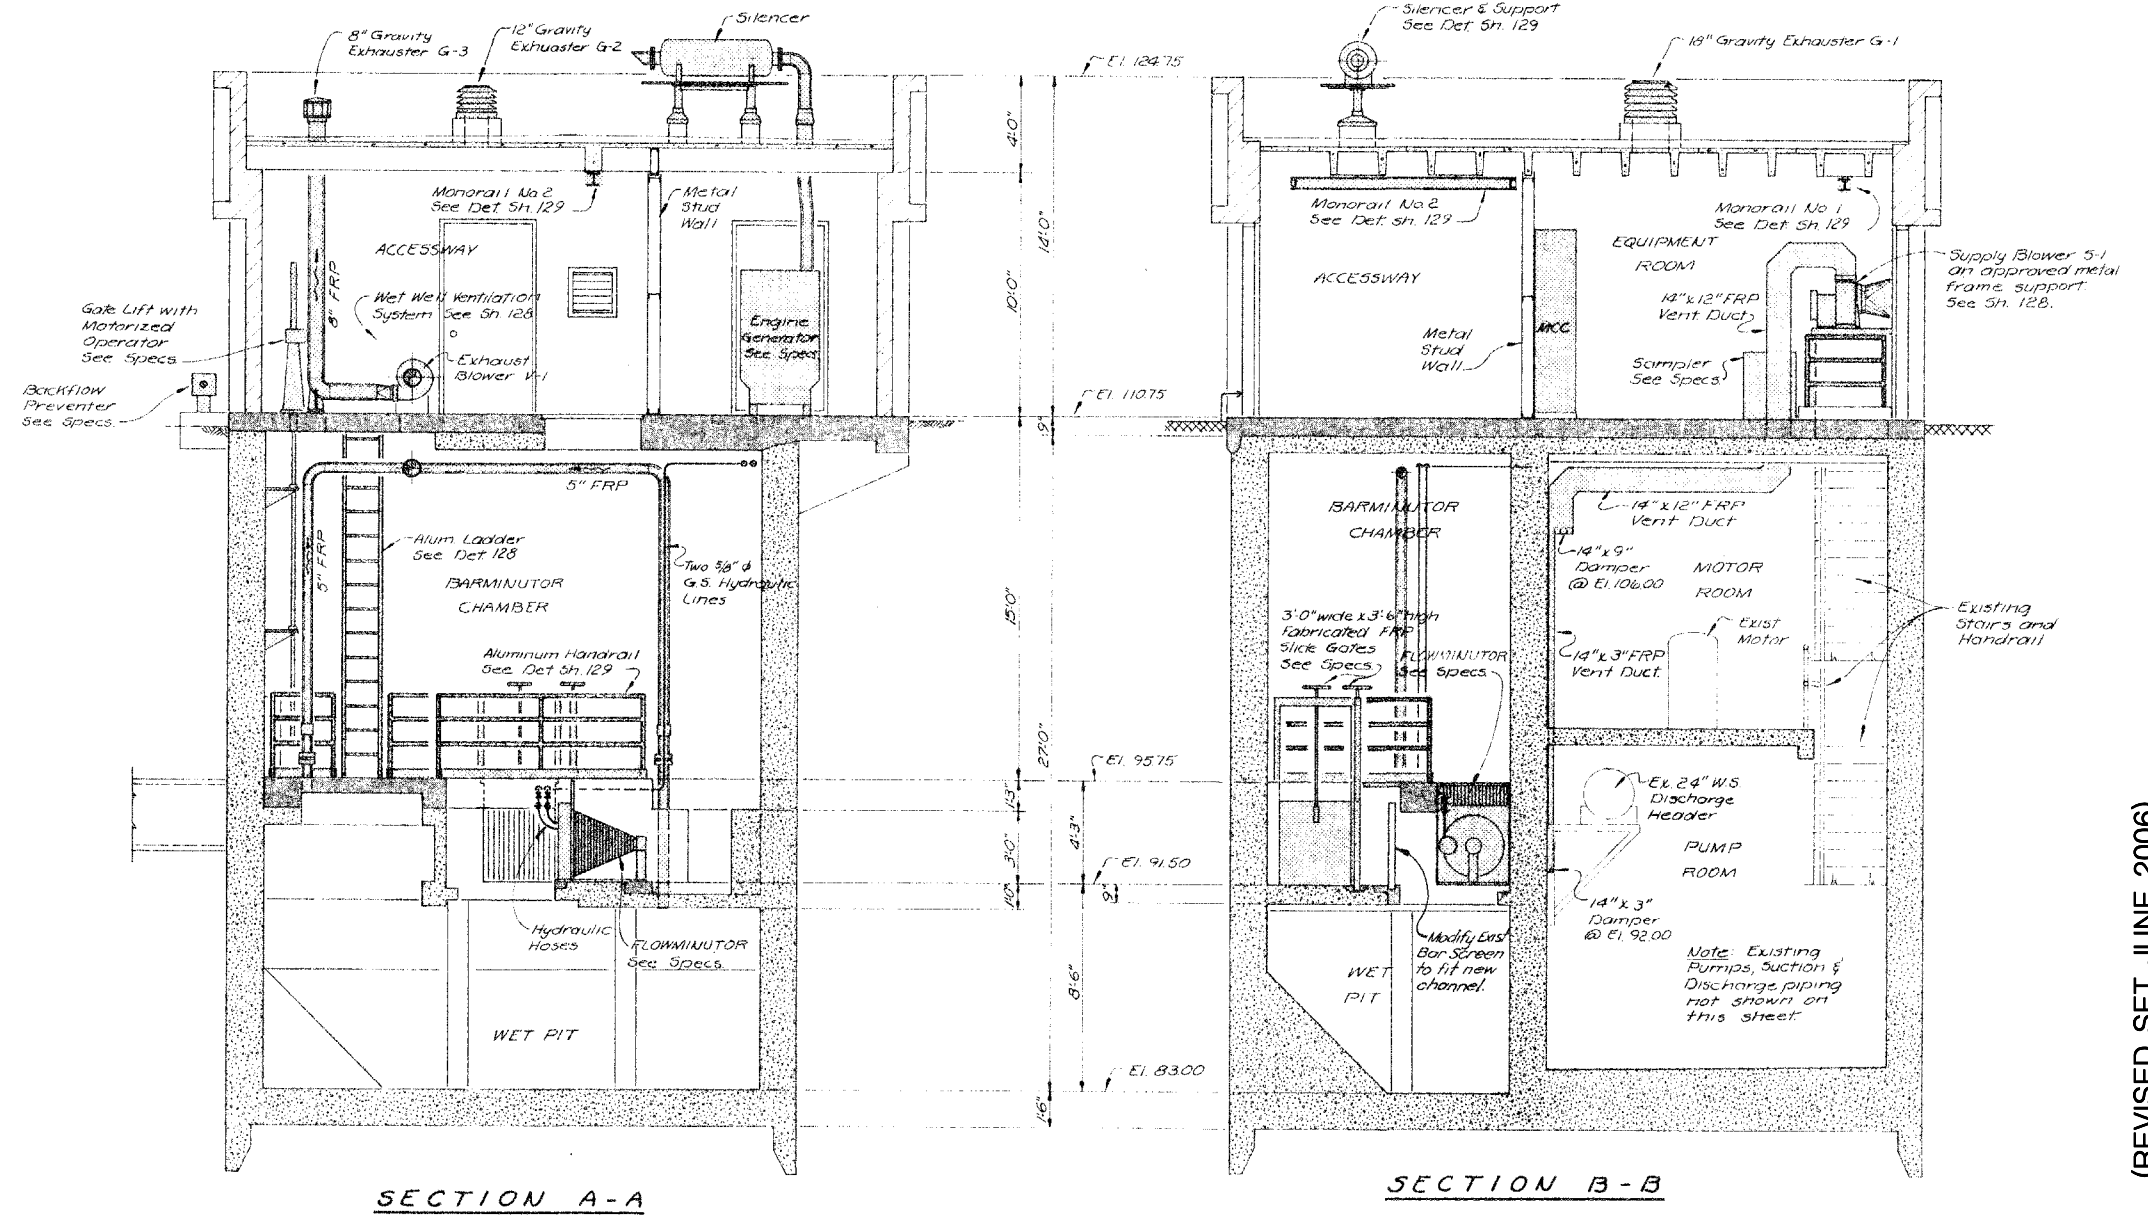 8" Gravity
Exhauster G-3
12" Gravity
Exhuaster G-2
Silencer
Monorail No.2
See Det. Sh. 129
Metal
Stud
Wall
ACCESSWAY
8" FRP
Wet Well Ventilation
System See Sh. 128
Gate Lift with
Motorized
Operator
See Specs.
Exhaust
Blower V-1
Engine
Generator
See Specs
Backflow
Preventer
See Specs.
5" FRP
5" FRP
Alum. Ladder
See Det. 128
BARMINUTOR
CHAMBER
Two 5/8" ϕ
G.S. Hydraulic
Lines
Aluminum Handrail
See Det. Sh. 129
Hydraulic
Hoses
FLOWMINUTOR
See Specs.
WET PIT
SECTION A-A
El. 124.75
4'0"
14'0"
10'0"
El. 110.75
9"
15'0"
27'0"
El. 95.75
1'3"
3'0"
4'3"
El. 91.50
1'0"
9"
8'-6"
El. 83.00
1'6"
Silencer & Support
See Det. Sh. 129
18" Gravity Exhauster G-1
Monorail No.2
See Det. Sh. 129
Monorail No. 1
See Det. Sh. 129
EQUIPMENT
ROOM
ACCESSWAY
Supply Blower S-1
an approved metal
frame support.
See Sh. 128.
14" x 12" FRP
Vent. Duct
MCC
Metal
Stud
Wall
Sampler
See Specs.
BARMINUTOR
CHAMBER
14" x 12" FRP
Vent Duct
14" x 9"
Damper
@ El. 106.00
MOTOR
ROOM
Exist
Motor
Existing
Stairs and
Handrail
3'-0" wide x 3'-6" high
Fabricated FRP
Slide Gates
See Specs.
FLOWMINUTOR
See Specs.
14" x 3" FRP
Vent Duct.
Ex. 24" W.S.
Discharge
Header
PUMP
ROOM
14" x 3"
Damper
@ El. 92.00
Modify Exist
Bar Screen
to fit new
channel.
WET
PIT
Note: Existing
Pumps, Suction &
Discharge piping
not shown on
this sheet.
SECTION B-B
(REVISED SET JUNE 2006)